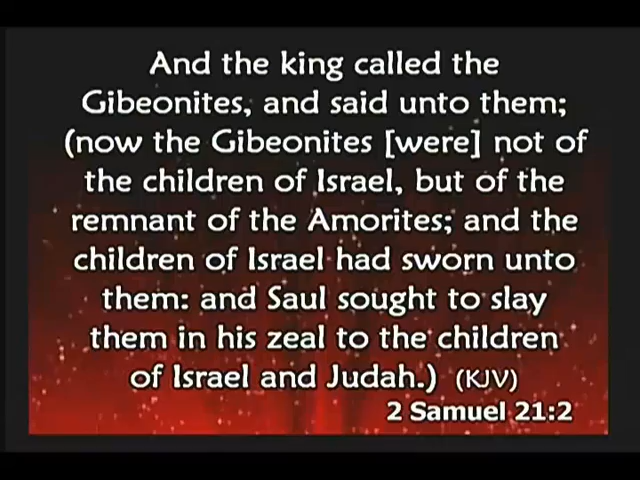 And the king called the
Gibeonites, and said unto them;
(now the Gibeonites [were] not of
the children of Israel, but of the
remnant of the Amorites; and the
children of Israel had sworn unto
them: and Saul sought to slay
them in his zeal to the children
of Israel and Judah.) (KJV)
2 Samuel 21:2